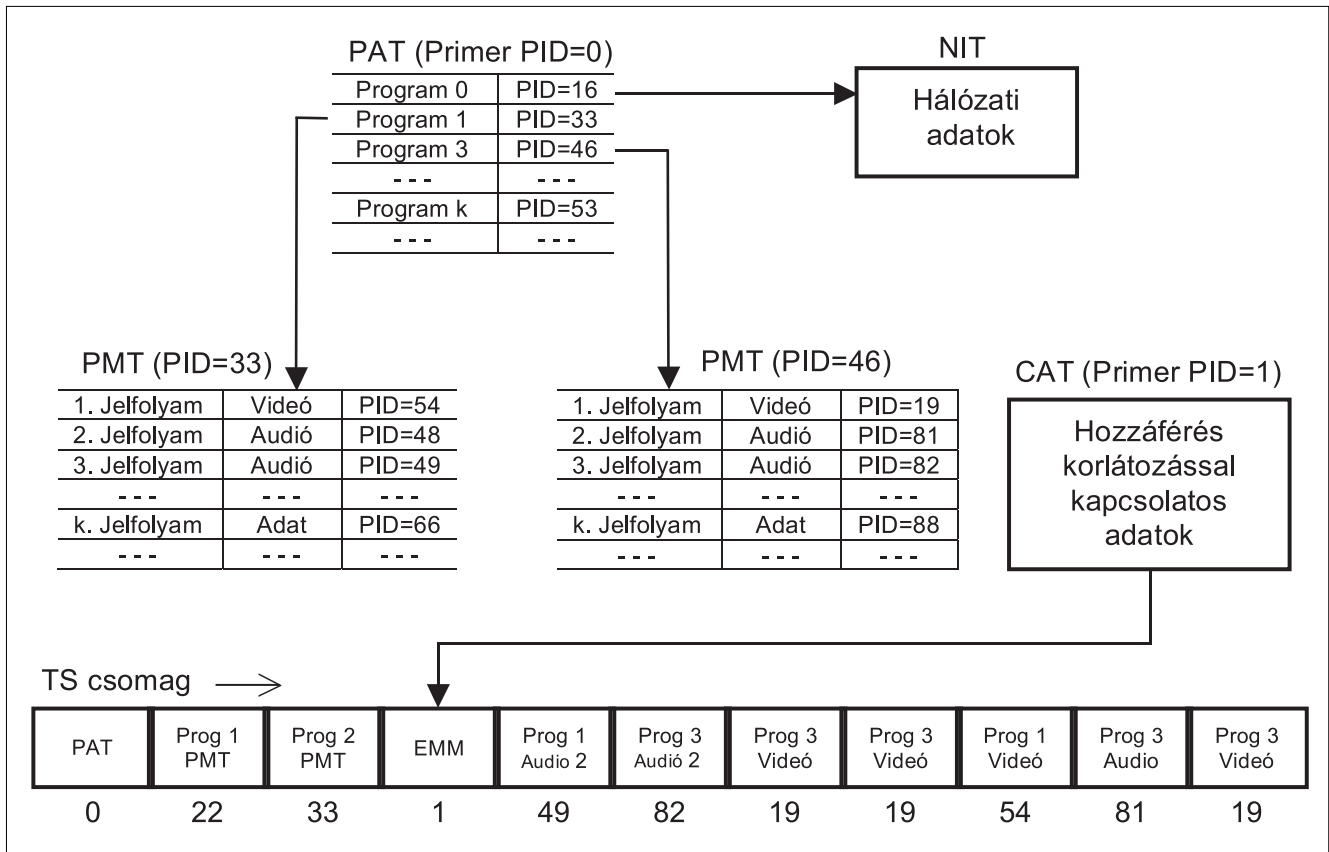 PAT (Primer PID=0)
Program 0 PID=16
Program 1 PID=33
Program 3 PID=46
- - - - - -
Program k PID=53
- - - - - -
NIT
Hálózati
adatok
PMT (PID=33)
1. Jelfolyam Videó PID=54
2. Jelfolyam Audió PID=48
3. Jelfolyam Audió PID=49
- - - - - - - - -
k. Jelfolyam Adat PID=66
- - - - - - - - -
PMT (PID=46)
1. Jelfolyam Videó PID=19
2. Jelfolyam Audió PID=81
3. Jelfolyam Audió PID=82
- - - - - - - - -
k. Jelfolyam Adat PID=88
- - - - - - - - -
CAT (Primer PID=1)
Hozzáférés
korlátozással
kapcsolatos
adatok
TS csomag
PAT
Prog 1
PMT
Prog 2
PMT
EMM
Prog 1
Audio 2
Prog 3
Audió 2
Prog 3
Videó
Prog 3
Videó
Prog 1
Videó
Prog 3
Audio
Prog 3
Videó
0 22 33 1 49 82 19 19 54 81 19